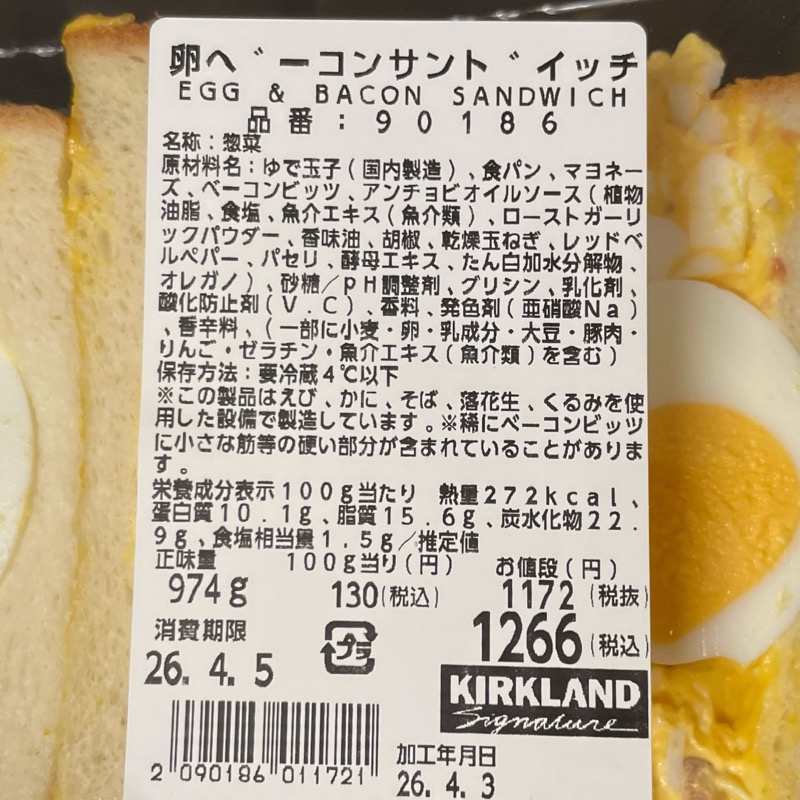 卵ベーコンサンドイッチ
EGG & BACON SANDWICH
品番:90186
名称:惣菜
原材料名:ゆで玉子(国内製造)、食パン、マヨネー
ズ、ベーコンビッツ、アンチョビオイルソース(植物
油脂、食塩、魚介エキス(魚介類)、ローストガーリ
ックパウダー、香味油、胡椒、乾燥玉ねぎ、レッドベ
ルペパー、パセリ、酵母エキス、たん白加水分解物、
オレガノ)、砂糖/pH調整剤、グリシン、乳化剤、
酸化防止剤(V.C)、香料、発色剤(亜硝酸Na)
、香辛料、(一部に小麦・卵・乳成分・大豆・豚肉・
りんご・ゼラチン・魚介エキス(魚介類)を含む)
保存方法:要冷蔵4℃以下
※この製品はえび、かに、そば、落花生、くるみを使
用した設備で製造しています。※稀にベーコンビッツ
に小さな筋等の硬い部分が含まれていることがありま
す。
栄養成分表示100g当たり 熱量272kcal、
蛋白質10.1g、脂質15.6g、炭水化物22.
9g、食塩相当量1.5g/推定値
正味量 100g当り(円) お値段(円)
974g 130(税込) 1172(税抜)
1266(税込)
消費期限
プラ
26.4.5
KIRKLAND
Signature
加工年月日
2 090186 011721
26.4.3